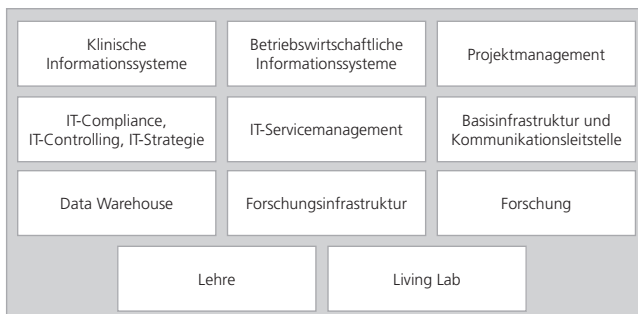 Klinische
Informationssysteme
Betriebswirtschaftliche
Informationssysteme
Projektmanagement
IT-Compliance,
IT-Controlling, IT-Strategie
IT-Servicemanagement
Basisinfrastruktur und
Kommunikationsleitstelle
Data Warehouse
Forschungsinfrastruktur
Forschung
Lehre
Living Lab